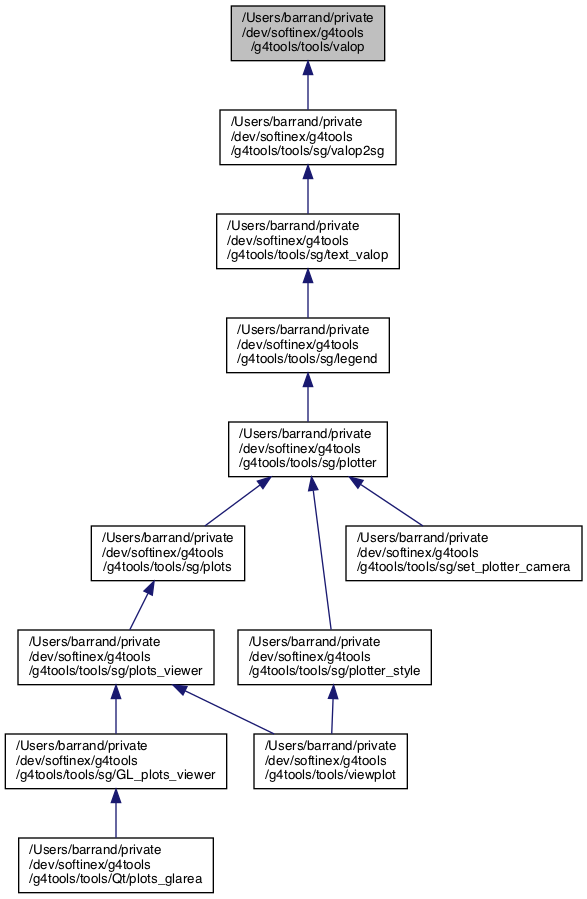 /Users/barrand/private
/dev/softinex/g4tools
/g4tools/tools/valop
/Users/barrand/private
/dev/softinex/g4tools
/g4tools/tools/sg/valop2sg
/Users/barrand/private
/dev/softinex/g4tools
/g4tools/tools/sg/text_valop
/Users/barrand/private
/dev/softinex/g4tools
/g4tools/tools/sg/legend
/Users/barrand/private
/dev/softinex/g4tools
/g4tools/tools/sg/plotter
/Users/barrand/private
/dev/softinex/g4tools
/g4tools/tools/sg/plots
/Users/barrand/private
/dev/softinex/g4tools
/g4tools/tools/sg/set_plotter_camera
/Users/barrand/private
/dev/softinex/g4tools
/g4tools/tools/sg/plots_viewer
/Users/barrand/private
/dev/softinex/g4tools
/g4tools/tools/sg/plotter_style
/Users/barrand/private
/dev/softinex/g4tools
/g4tools/tools/sg/GL_plots_viewer
/Users/barrand/private
/dev/softinex/g4tools
/g4tools/tools/viewplot
/Users/barrand/private
/dev/softinex/g4tools
/g4tools/tools/Qt/plots_glarea